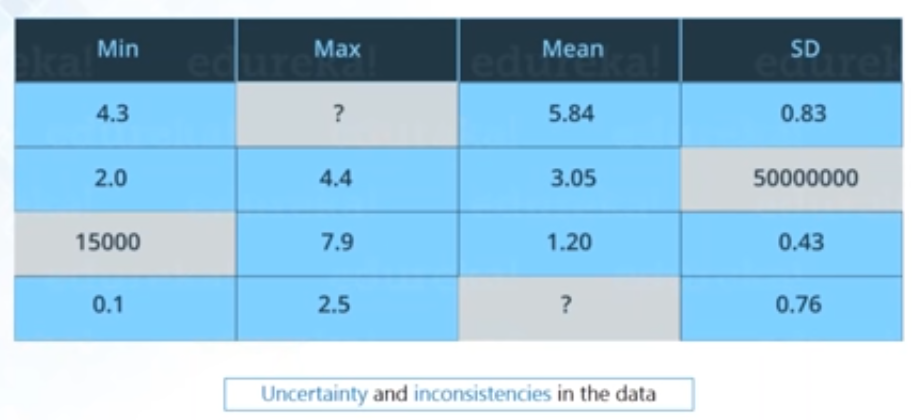 Min Max Mean SD
4.3 ? 5.84 0.83
2.0 4.4 3.05 50000000
15000 7.9 1.20 0.43
0.1 2.5 ? 0.76
Uncertainty and inconsistencies in the data